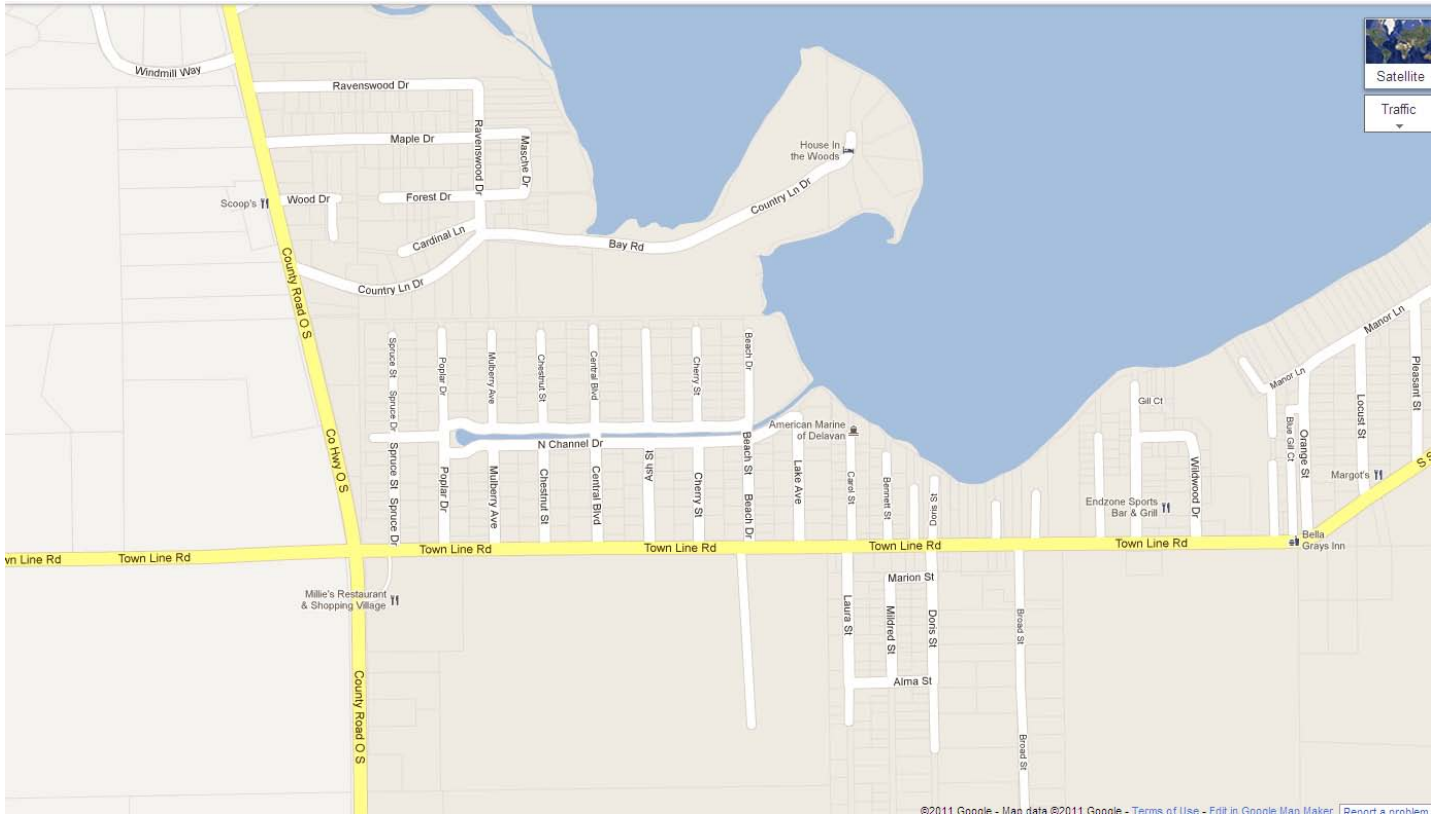 Windmill Way
Satellite
Traffic
Ravenswood Dr
Maple Dr
Ravenswood Dr
Masche Dr
House In
the Woods
Scoop's
Wood Dr
Forest Dr
Country Ln Dr
Cardinal Ln
Bay Rd
County Road O S
Country Ln Dr
Manor Ln
Spruce St
Poplar Dr
Mulberry Ave
Chestnut St
Central Blvd
Cherry St
Beach Dr
Pleasant St
Manor Ln
Spruce Dr
Gill Ct
Locust St
American Marine
of Delavan
Blue Gill Ct
Orange St
N Channel Dr
Co Hwy O S
Spruce St
Poplar Dr
Mulberry Ave
Chestnut St
Central Blvd
Ash St
Cherry St
Beach St
Lake Ave
Carol St
Bennett St
Doris St
Wildwood Dr
Margot's
S S
Endzone Sports
Bar & Grill
Spruce Dr
Beach Dr
vn Line Rd
Town Line Rd
Town Line Rd
Town Line Rd
Town Line Rd
Town Line Rd
Bella
Grays Inn
Millie's Restaurant
& Shopping Village
Marion St
Laura St
Mildred St
Doris St
Broad St
Alma St
County Road O S
Broad St
©2011 Google - Map data ©2011 Google - Terms of Use - Edit in Google Map Maker Report a problem